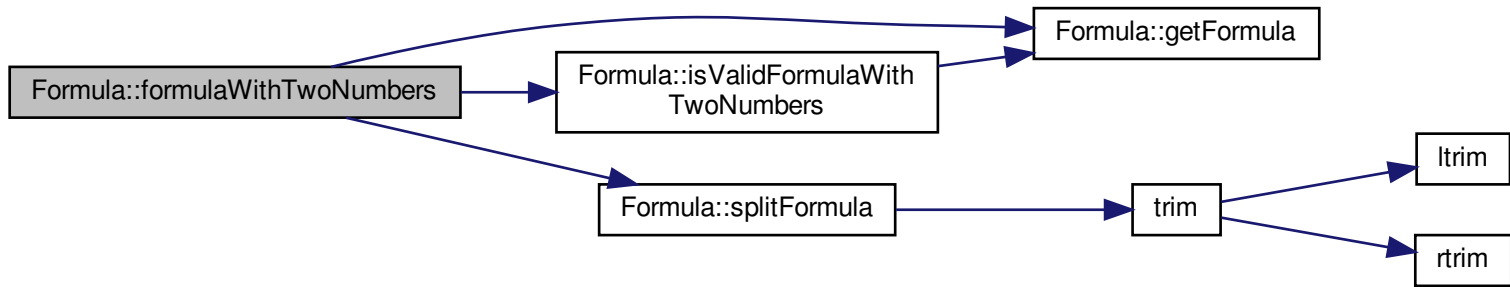 Formula::getFormula
Formula::formulaWithTwoNumbers
Formula::isValidFormulaWith
TwoNumbers
Formula::splitFormula
trim
ltrim
rtrim